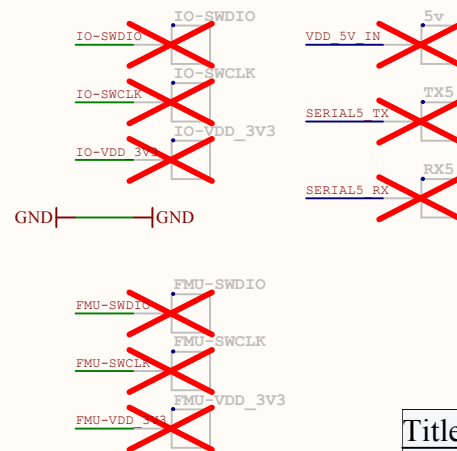 IO-SWDIO
IO-SWDIO
IO-SWCLK
IO-SWCLK
IO-VDD_3V3
IO-VDD_3V3
GND GND
FMU-SWDIO
FMU-SWDIO
FMU-SWCLK
FMU-SWCLK
FMU-VDD_3V3
FMU-VDD_3V3
5v
VDD_5V_IN
TX5
SERIAL5_TX
RX5
SERIAL5_RX
Title